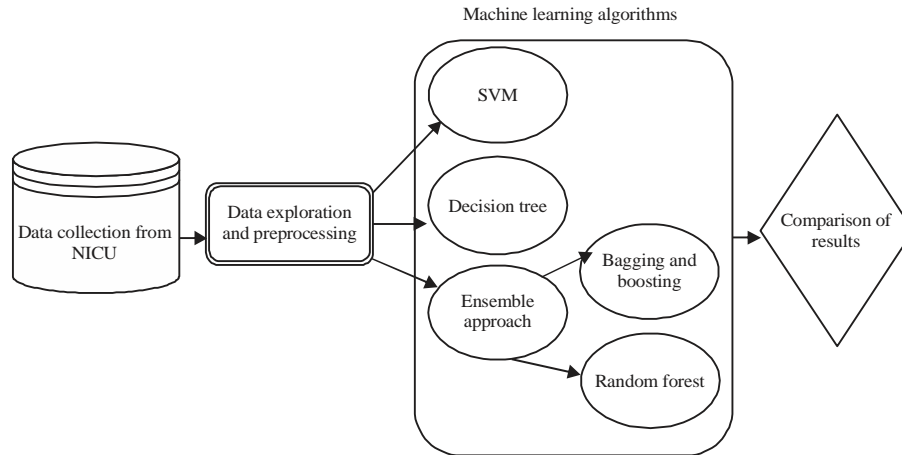 Machine learning algorithms
SVM
Data collection from
NICU
Data exploration
and preprocessing
Decision tree
Ensemble
approach
Bagging and
boosting
Random forest
Comparison of
results